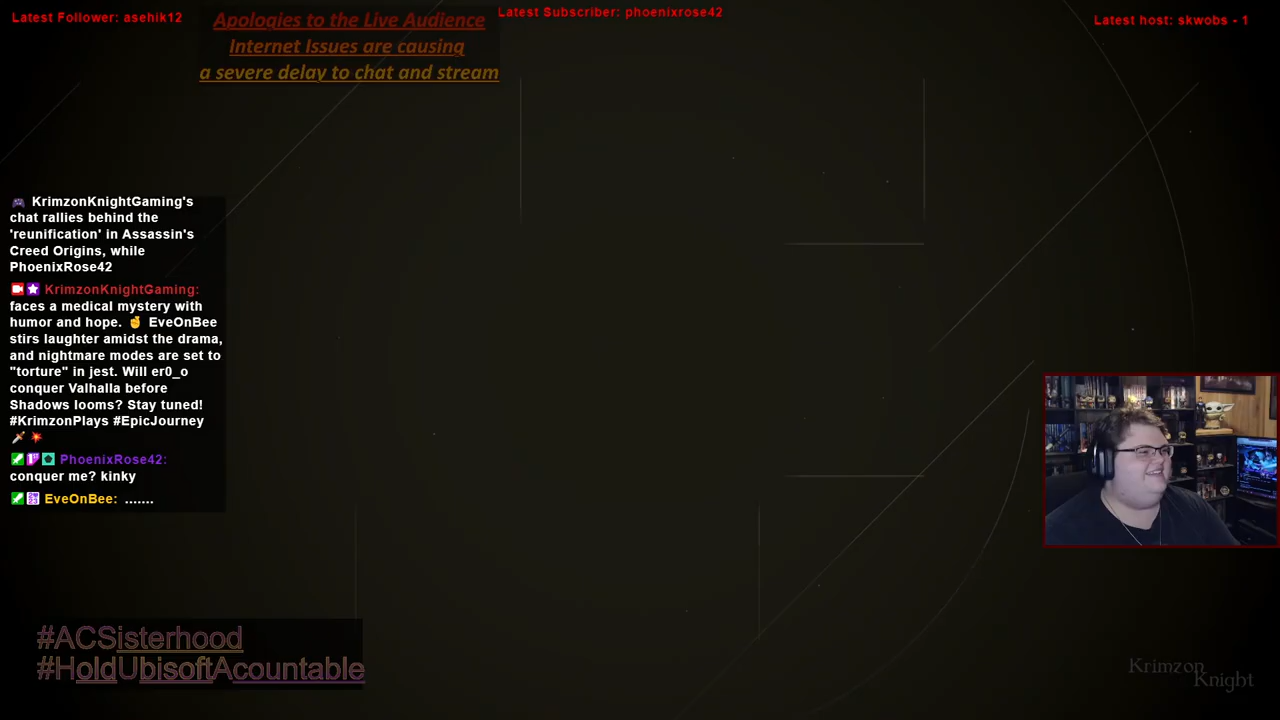 Latest Follower: asehik12
Apologies to the Live Audience
Latest Subscriber: phoenixrose42
Latest host: skwobs - 1
Internet Issues are causing
a severe delay to chat and stream
KrimzonKnightGaming's
chat rallies behind the
'reunification' in Assassin's
Creed Origins, while
PhoenixRose42
KrimzonKnightGaming:
faces a medical mystery with
humor and hope. 🤞 EveOnBee
stirs laughter amidst the drama,
and nightmare modes are set to
"torture" in jest. Will er0_o
conquer Valhalla before
Shadows looms? Stay tuned!
#KrimzonPlays #EpicJourney
PhoenixRose42:
conquer me? kinky
EveOnBee: .......
#ACSisterhood
#HoldUbisoftAcountable
Krimzon
Knight